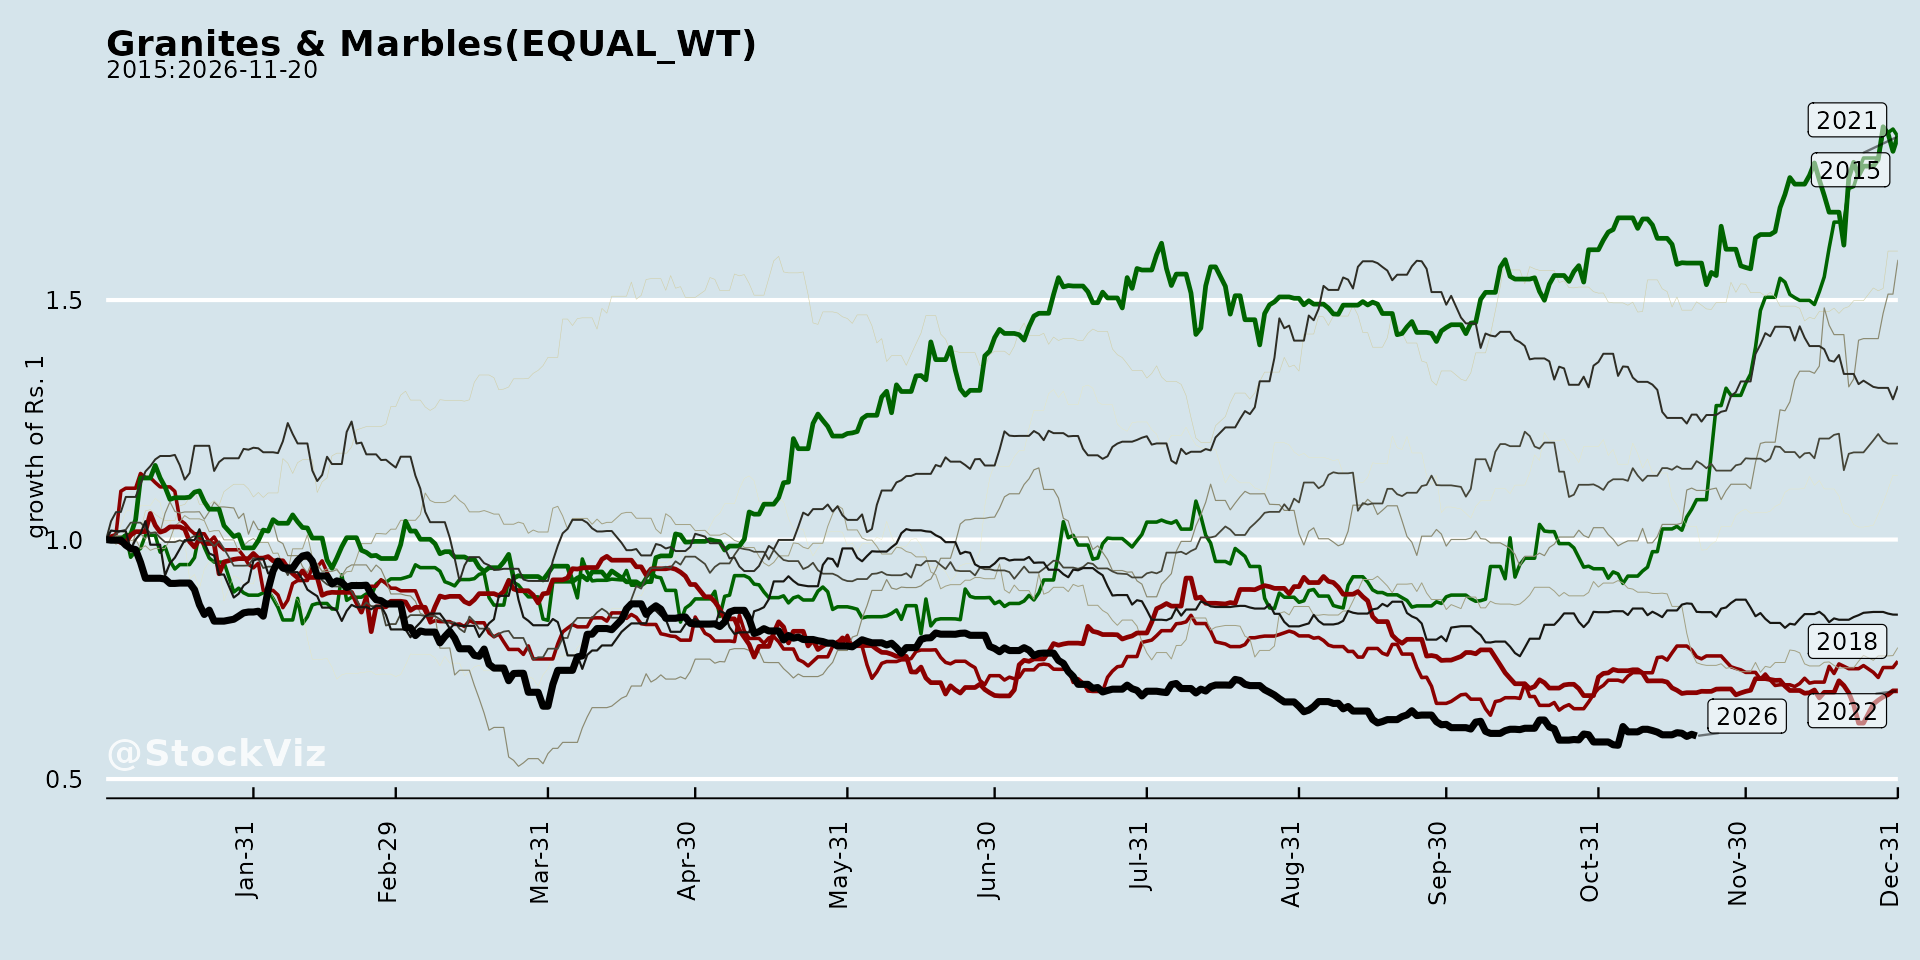 Granites & Marbles(EQUAL_WT)
2015:2026-11-20
growth of Rs. 1
1.5
1.0
0.5
2021
2015
2018
2022
2026
@StockViz
Jan-31
Feb-29
Mar-31
Apr-30
May-31
Jun-30
Jul-31
Aug-31
Sep-30
Oct-31
Nov-30
Dec-31